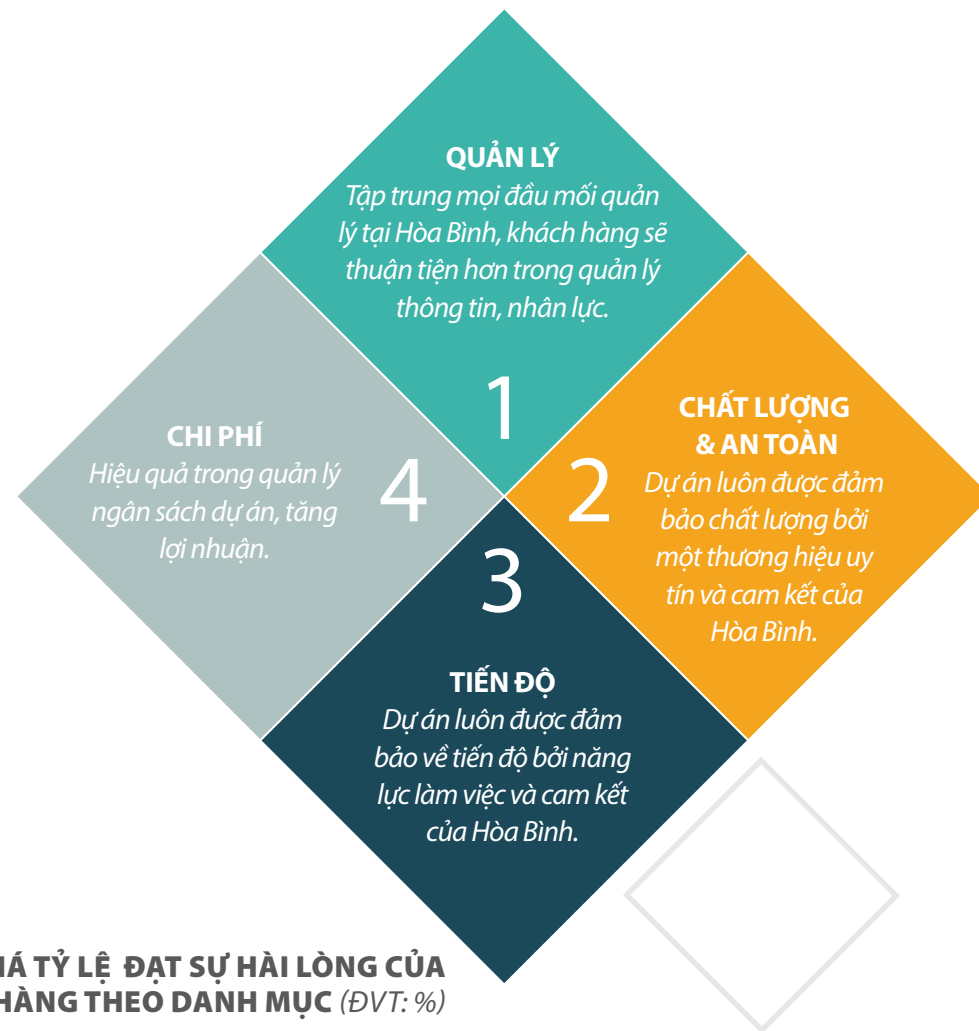 QUẢN LÝ
Tập trung mọi đầu mối quản
lý tại Hòa Bình, khách hàng sẽ
thuận tiện hơn trong quản lý
thông tin, nhân lực.
1
CHẤT LƯỢNG
& AN TOÀN
Dự án luôn được đảm
bảo chất lượng bởi
một thương hiệu uy
tín và cam kết của
Hòa Bình.
2
3
TIẾN ĐỘ
Dự án luôn được đảm
bảo về tiến độ bởi năng
lực làm việc và cam kết
của Hòa Bình.
CHI PHÍ
Hiệu quả trong quản lý
ngân sách dự án, tăng
lợi nhuận.
4
TỶ LỆ ĐẠT SỰ HÀI LÒNG CỦA
HÀNG THEO DANH MỤC (ĐVT: %)